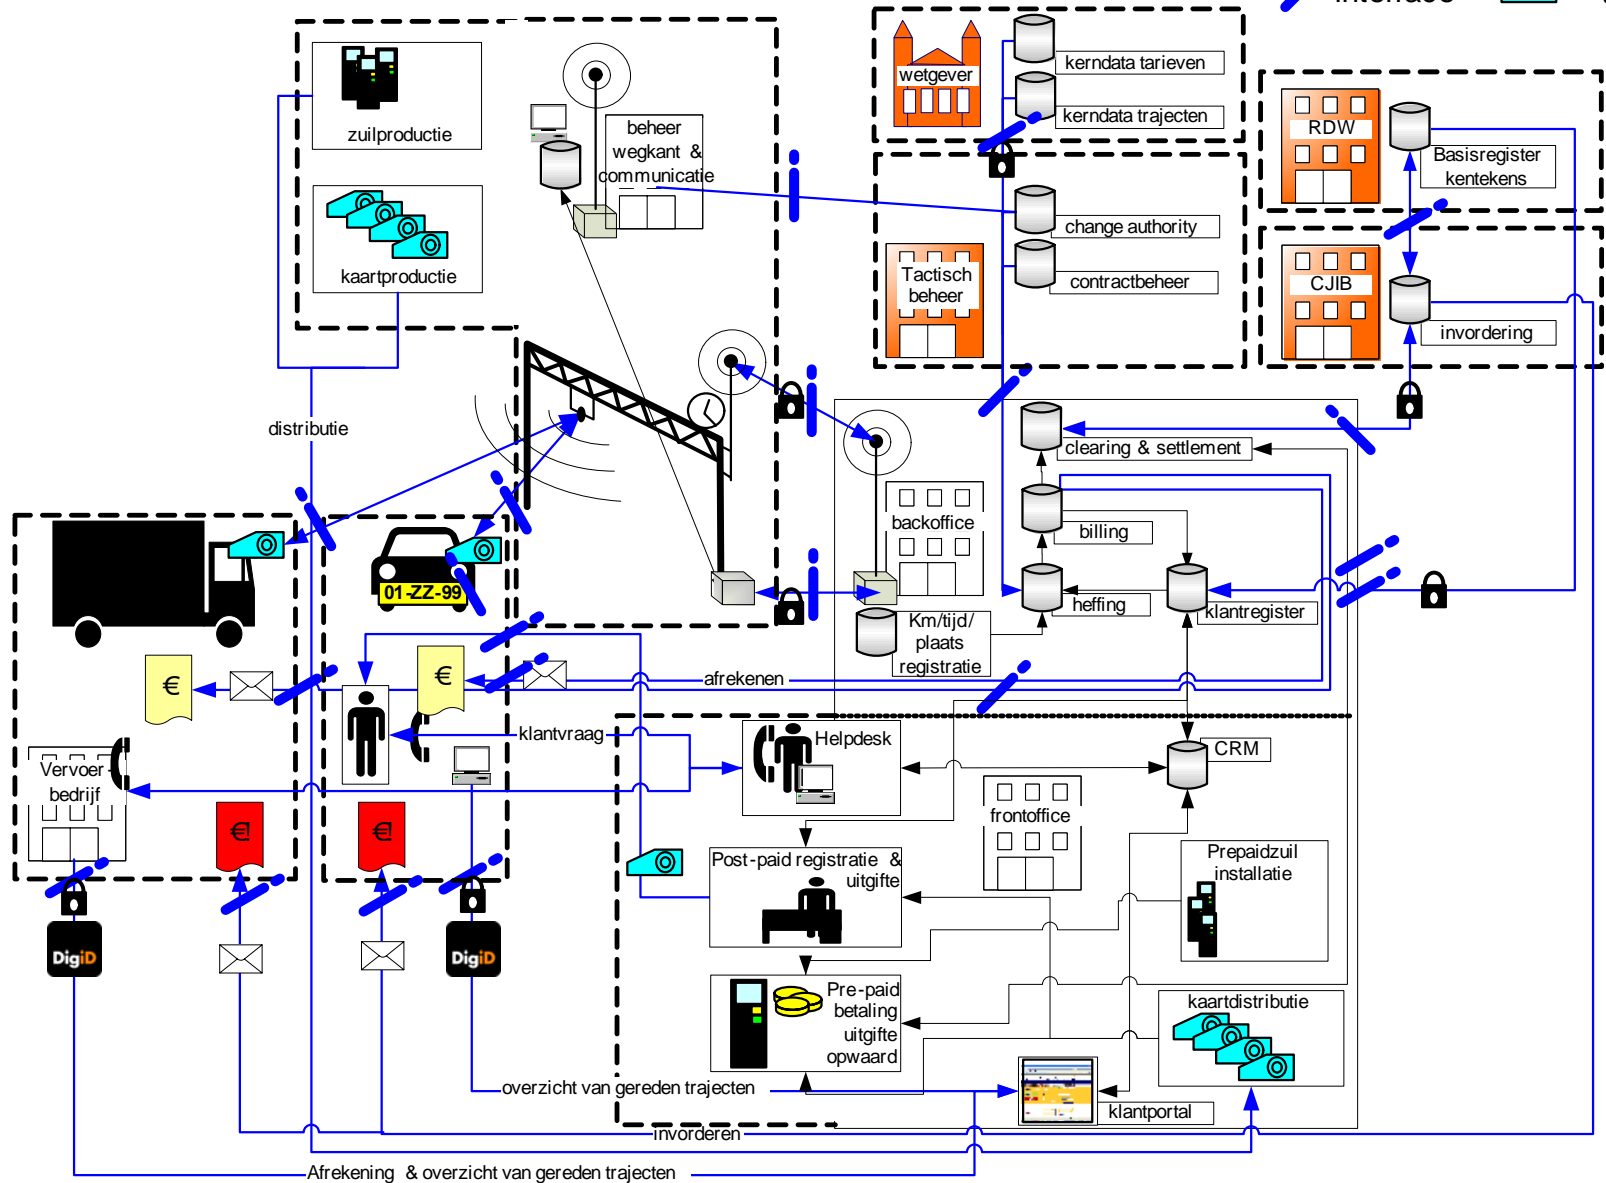 interface
zuilproductie
kaartproductie
beheer
wegkant &
communicatie
wetgever
kerndata tarieven
kerndata trajecten
RDW
Basisregister
kentekens
change authority
Tactisch
beheer
contractbeheer
CJIB
invordering
distributie
clearing & settlement
backoffice
billing
01-ZZ-99
heffing
klantregister
Km/tijd/
plaats
registratie
€
€
afrekenen
klantvraag
Helpdesk
CRM
Vervoer-
bedrijf
frontoffice
€!
€!
Post-paid registratie &
uitgifte
Prepaidzuil
installatie
DigiD
DigiD
Pre-paid
betaling
uitgifte
opwaard
kaartdistributie
overzicht van gereden trajecten
klantportal
invorderen
Afrekening & overzicht van gereden trajecten